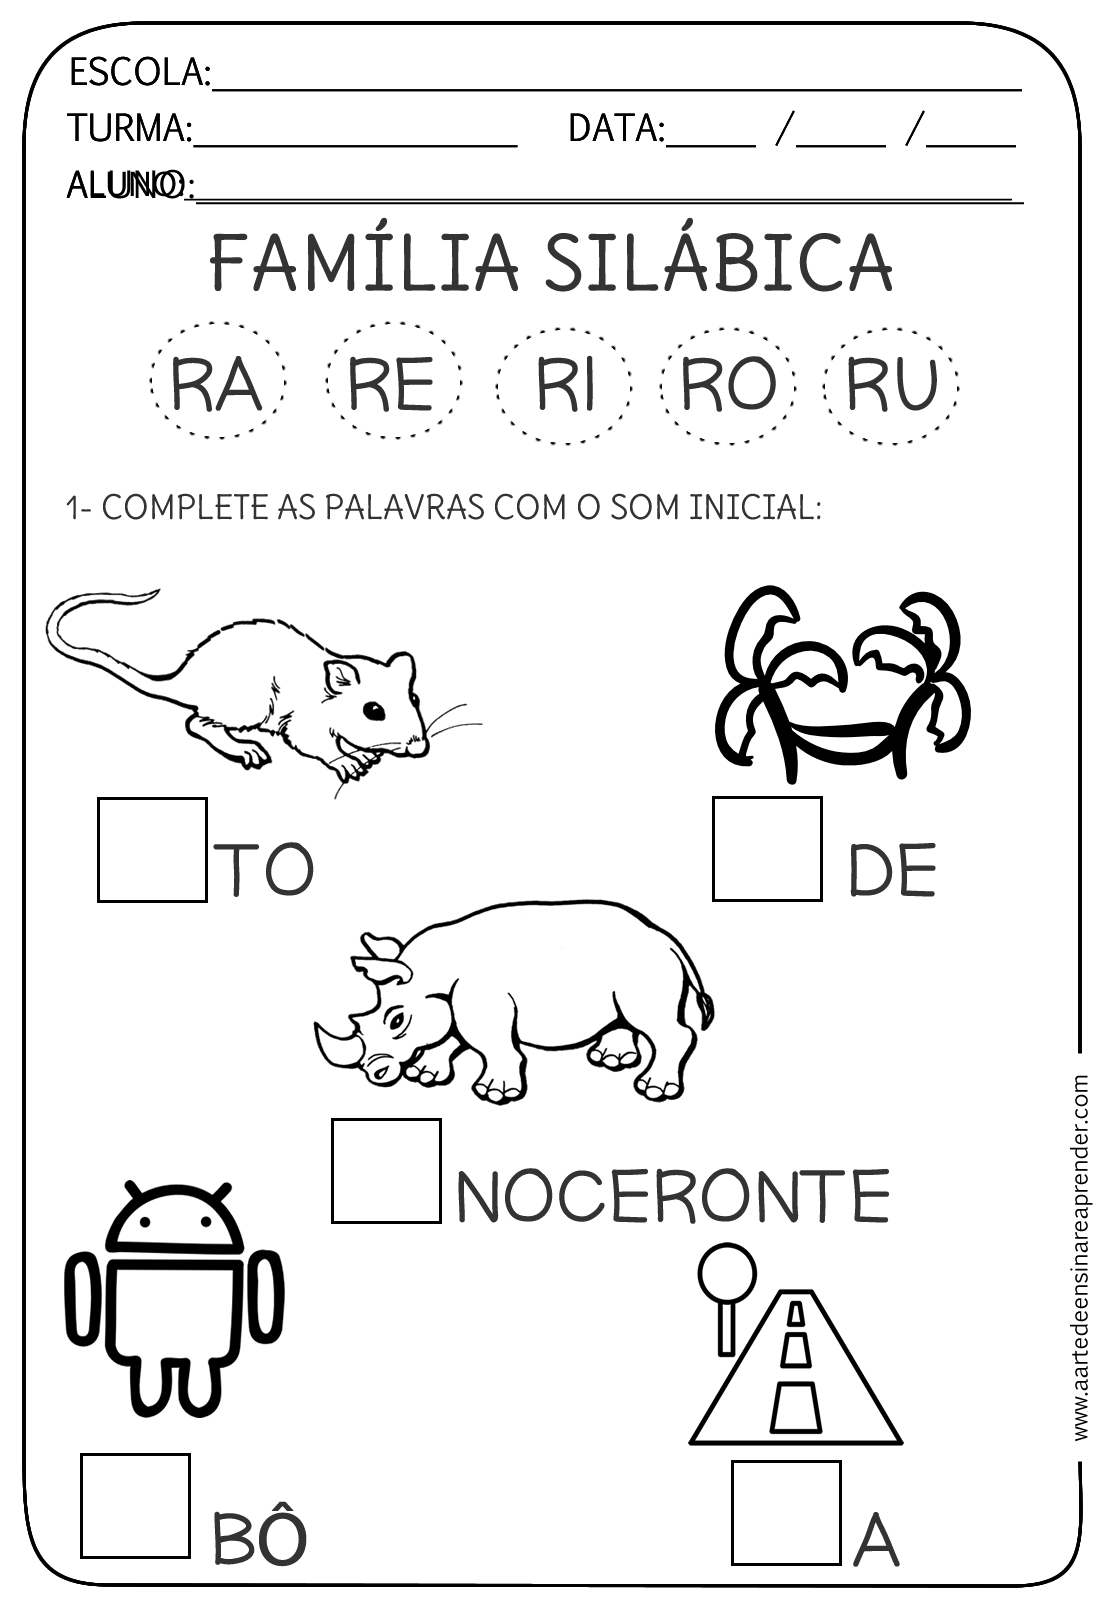 ESCOLA:
TURMA: DATA: / /
ALUNO:
FAMÍLIA SILÁBICA
RA RE RI RO RU
1- COMPLETE AS PALAVRAS COM O SOM INICIAL:
TO DE
NOCERONTE
BÔ A
www.aartedeensinareaprender.com